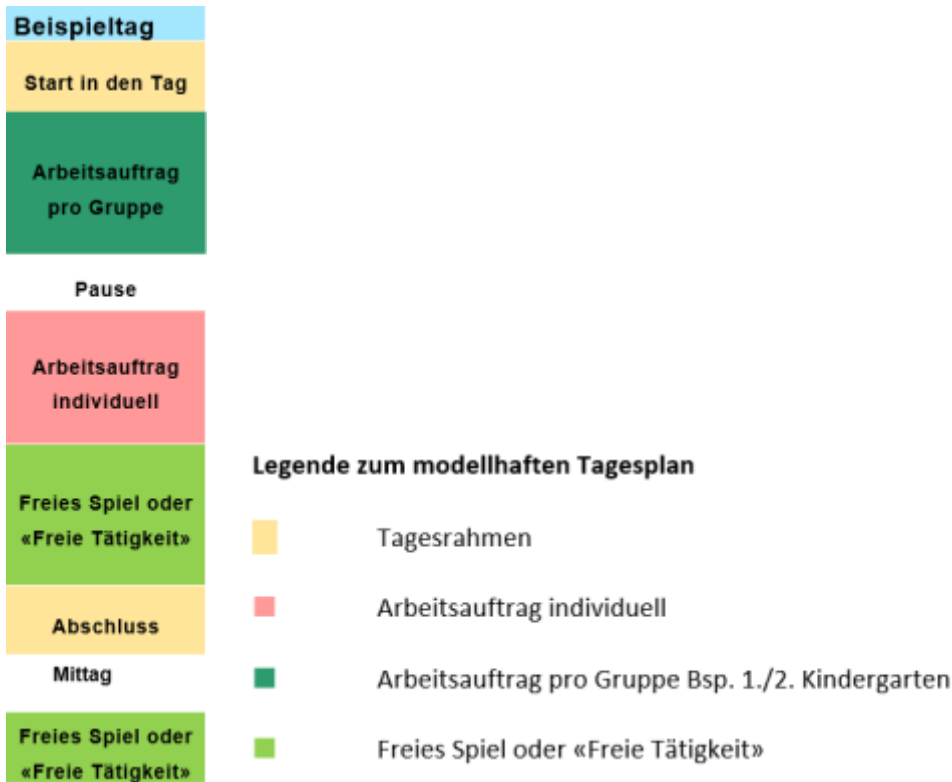 Beispieltag
Start in den Tag
Arbeitsauftrag
pro Gruppe
Pause
Arbeitsauftrag
individuell
Freies Spiel oder
«Freie Tätigkeit»
Abschluss
Mittag
Freies Spiel oder
«Freie Tätigkeit»
Legende zum modellhaften Tagesplan
Tagesrahmen
Arbeitsauftrag individuell
Arbeitsauftrag pro Gruppe Bsp. 1./2. Kindergarten
Freies Spiel oder «Freie Tätigkeit»